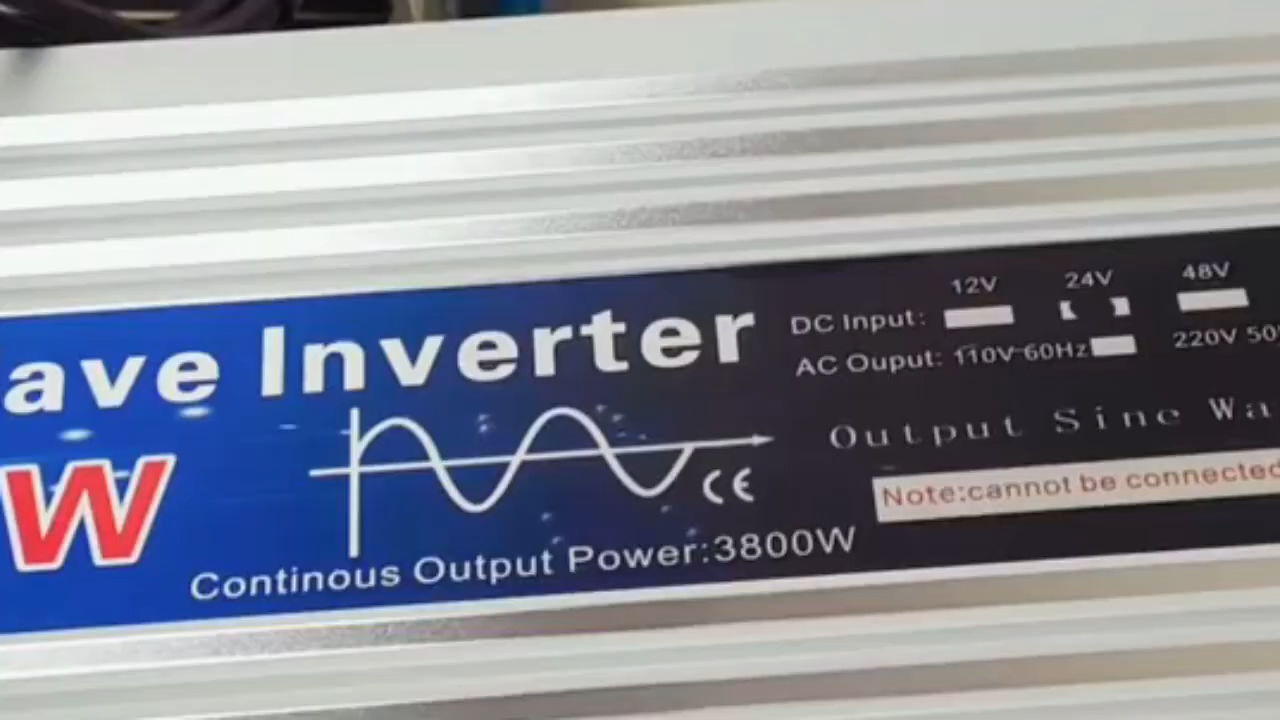 ave Inverter
W
Continous Output Power:3800W
CE
12V 24V 48V
DC Input:
AC Ouput: 110V 60Hz 220V 50
Output Sine Wa
Note:cannot be connected